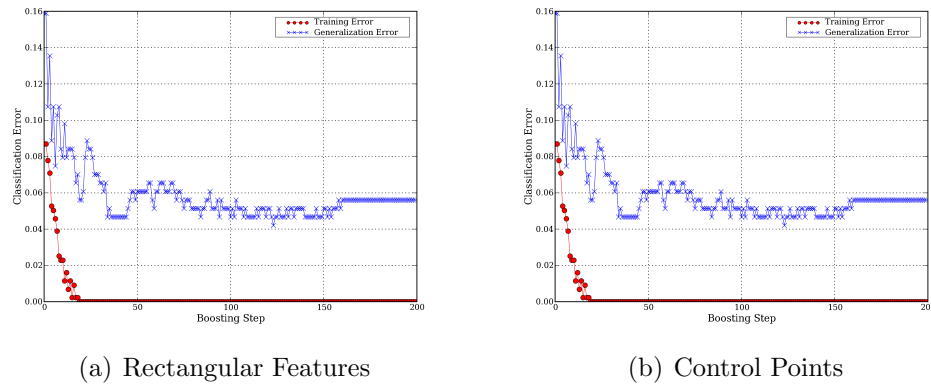 0.16
0.14
0.12
0.10
0.08
0.06
0.04
0.02
0.00
Classification Error
0 50 100 150 200
Boosting Step
Training Error
Generalization Error
(a) Rectangular Features
0.16
0.14
0.12
0.10
0.08
0.06
0.04
0.02
0.00
Classification Error
0 50 100 150 200
Boosting Step
Training Error
Generalization Error
(b) Control Points